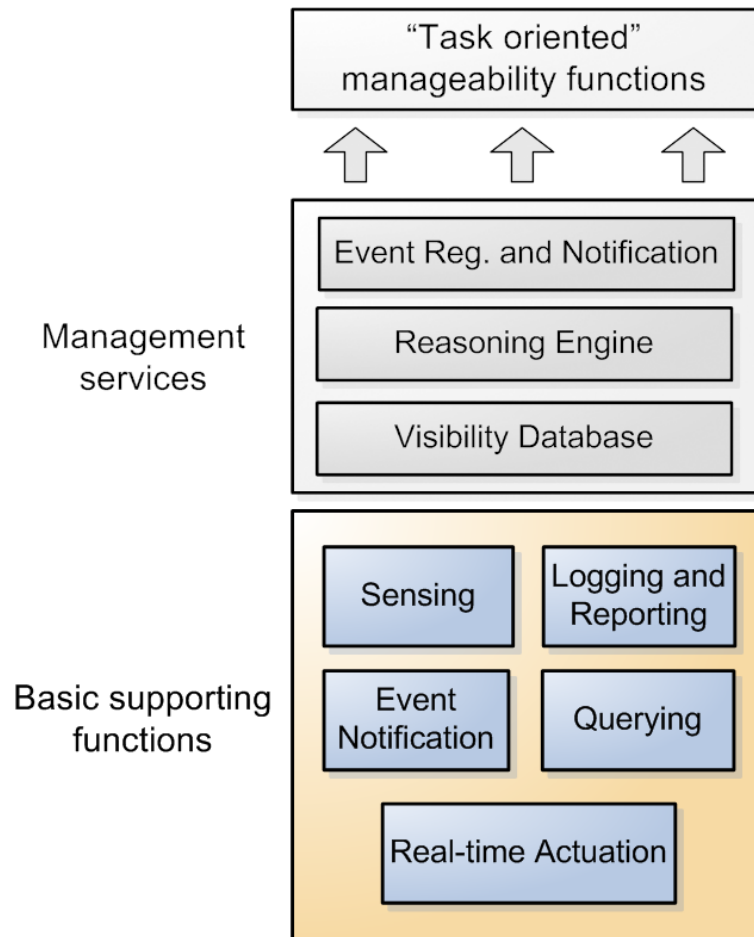 “Task oriented”
manageability functions
Event Reg. and Notification
Management
services
Reasoning Engine
Visibility Database
Sensing
Logging and
Reporting
Basic supporting
functions
Event
Notification
Querying
Real-time Actuation